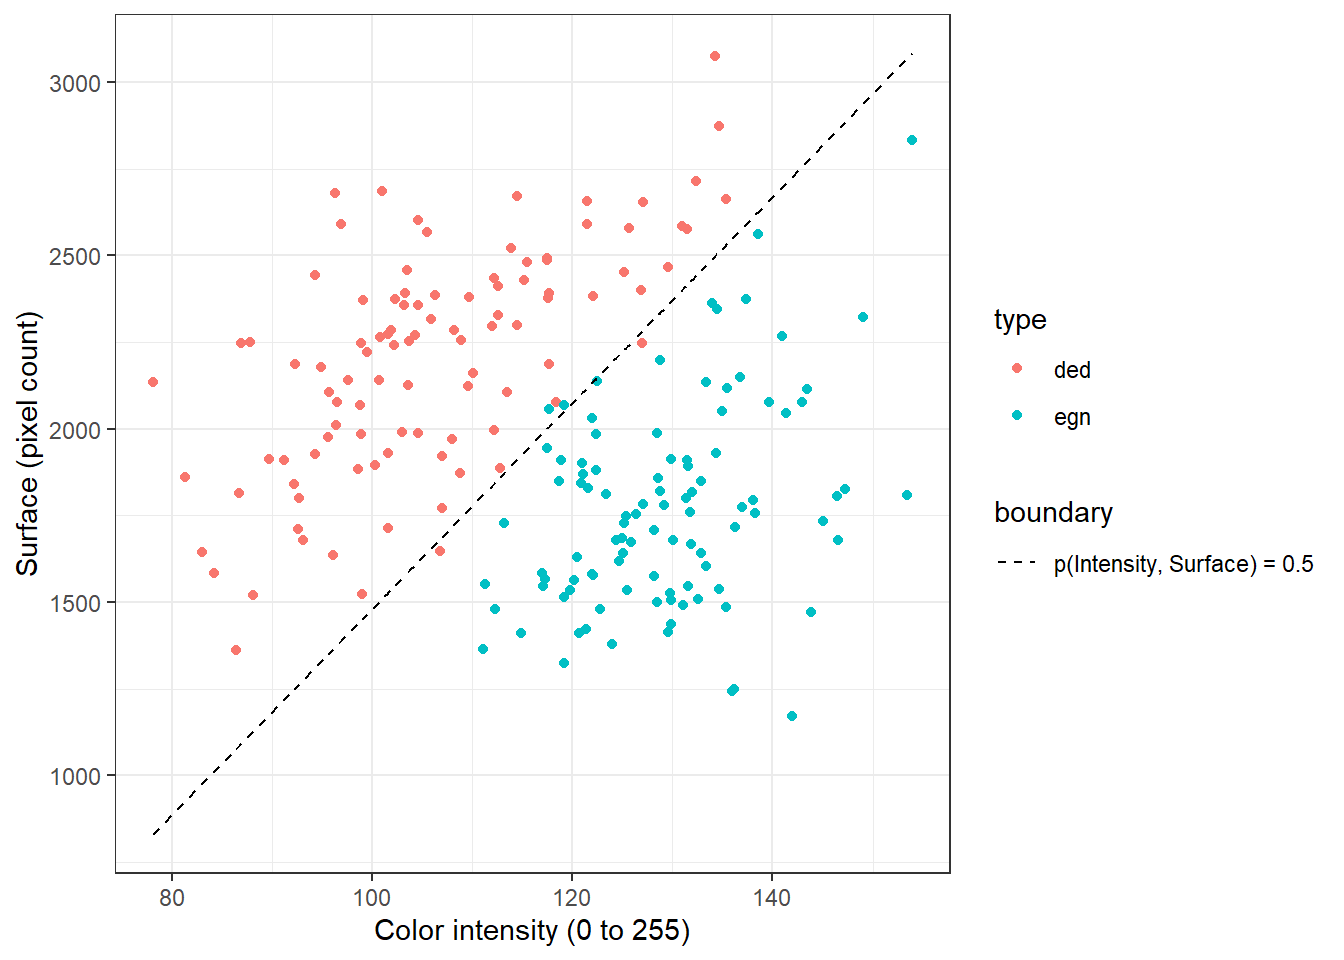 3000
2500
2000
1500
1000
Surface (pixel count)
80 100 120 140
Color intensity (0 to 255)
type
ded
egn
boundary
p(Intensity, Surface) = 0.5